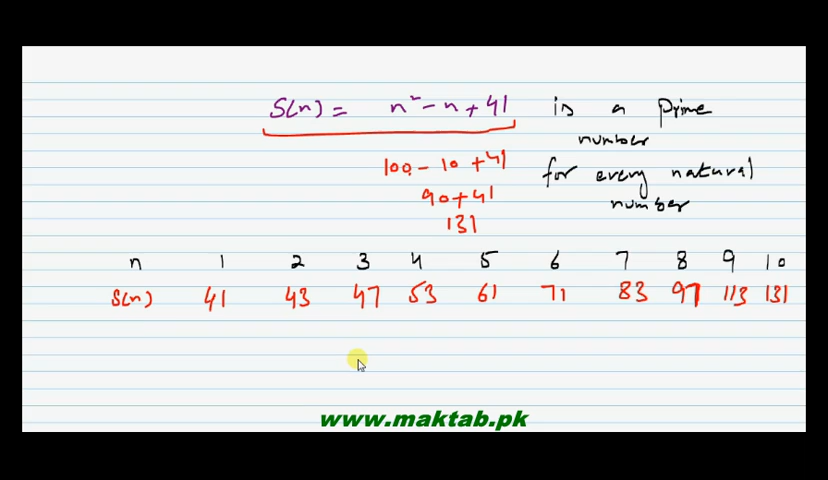 S(n) = n² - n + 41 is a prime
number
100 - 10 + 41 for every natural
90 + 41 number
131
n 1 2 3 4 5 6 7 8 9 10
S(n) 41 43 47 53 61 71 83 97 113 131
www.maktab.pk